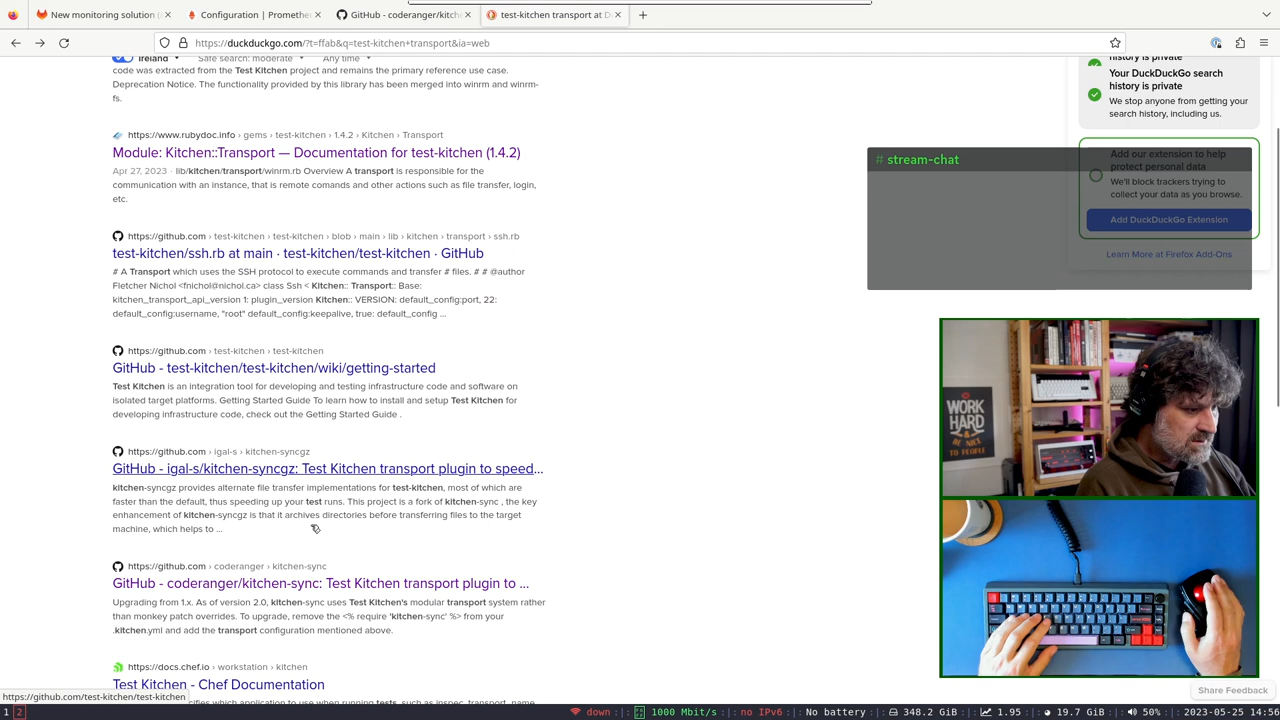 New monitoring solution (
Configuration | Prometh
GitHub - coderanger/kitch
test-kitchen transport at D
https://duckduckgo.com/?t=ffab&q=test-kitchen+transport&ia=web
Ireland
Safe search: moderate
Any time
code was extracted from the Test Kitchen project and remains the primary reference use case.
Deprecation Notice. The functionality provided by this library has been merged into winrm and winrm-
fs.
https://www.rubydoc.info › gems › test-kitchen › 1.4.2 › Kitchen › Transport
Module: Kitchen::Transport — Documentation for test-kitchen (1.4.2)
Apr 27, 2023 · lib/kitchen/transport/winrm.rb Overview A transport is responsible for the
communication with an instance, that is remote comands and other actions such as file transfer, login,
etc.
https://github.com › test-kitchen › test-kitchen › blob › main › lib › kitchen › transport › ssh.rb
test-kitchen/ssh.rb at main · test-kitchen/test-kitchen · GitHub
# A Transport which uses the SSH protocol to execute commands and transfer # files. # # @author
Fletcher Nichol <fnichol@nichol.ca> class Ssh < Kitchen:: Transport:: Base:
kitchen_transport_api_version 1: plugin_version Kitchen:: VERSION: default_config:port, 22:
default_config:username, "root" default_config:keepalive, true: default_config ...
https://github.com › test-kitchen › test-kitchen
GitHub - test-kitchen/test-kitchen/wiki/getting-started
Test Kitchen is an integration tool for developing and testing infrastructure code and software on
isolated target platforms. Getting Started Guide To learn how to install and setup Test Kitchen for
developing infrastructure code, check out the Getting Started Guide .
https://github.com › igal-s › kitchen-syncgz
GitHub - igal-s/kitchen-syncgz: Test Kitchen transport plugin to speed...
kitchen-syncgz provides alternate file transfer implementations for test-kitchen, most of which are
faster than the default, thus speeding up your test runs. This project is a fork of kitchen-sync , the key
enhancement of kitchen-syncgz is that it archives directories before transferring files to the target
machine, which helps to ...
https://github.com › coderanger › kitchen-sync
GitHub - coderanger/kitchen-sync: Test Kitchen transport plugin to ...
Upgrading from 1.x. As of version 2.0, kitchen-sync uses Test Kitchen's modular transport system rather
than monkey patch overrides. To upgrade, remove the <% require 'kitchen-sync' %> from your
.kitchen.yml and add the transport configuration mentioned above.
https://docs.chef.io › workstation › kitchen
Test Kitchen - Chef Documentation
https://github.com/test-kitchen/test-kitchen
history is private
Your DuckDuckGo search
history is private
We stop anyone from getting your
search history, including us.
Add our extension to help
protect personal data
We'll block trackers trying to
collect your data as you browse.
Add DuckDuckGo Extension
Learn More at Firefox Add-Ons
# stream-chat
WORK
HARD
Share Feedback
1 2
down
1000 Mbit/s
no IPv6
No battery
348.2 GiB
1.95
19.7 GiB
50%
2023-05-25 14:56